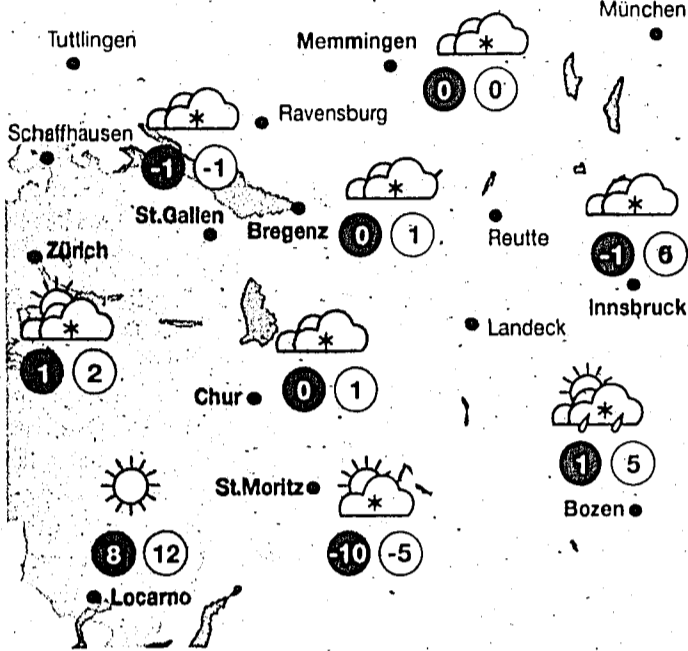 München
Tuttlingen
Memmingen
0 0
Ravensburg
Schaffhausen
-1 -1
St.Gallen
Bregenz
0 1
Reutte
Zürich
-1 6
Innsbruck
Landeck
1 2
Chur
0 1
1 5
St.Moritz
Bozen
8 12
-10 -5
Locarno